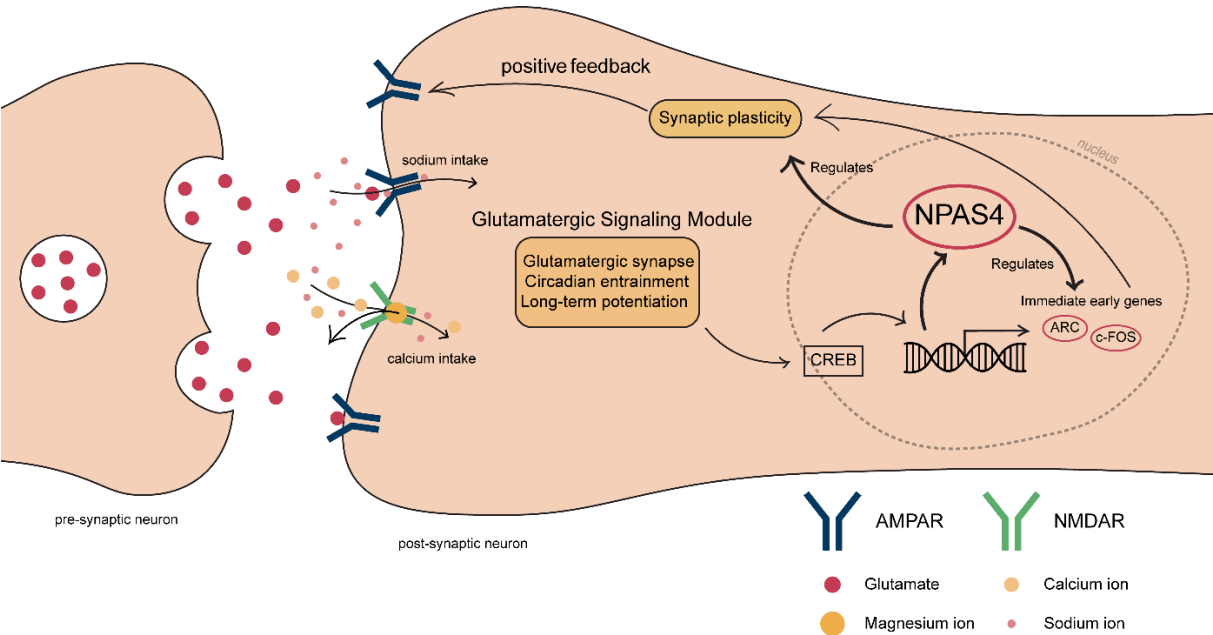 positive feedback
Synaptic plasticity
nucleus
sodium intake
Regulates
NPAS4
Glutamatergic Signaling Module
Glutamatergic synapse
Circadian entrainment
Long-term potentiation
Regulates
Immediate early genes
ARC
c-FOS
calcium intake
CREB
pre-synaptic neuron
post-synaptic neuron
AMPAR
NMDAR
Glutamate
Calcium ion
Magnesium ion
Sodium ion